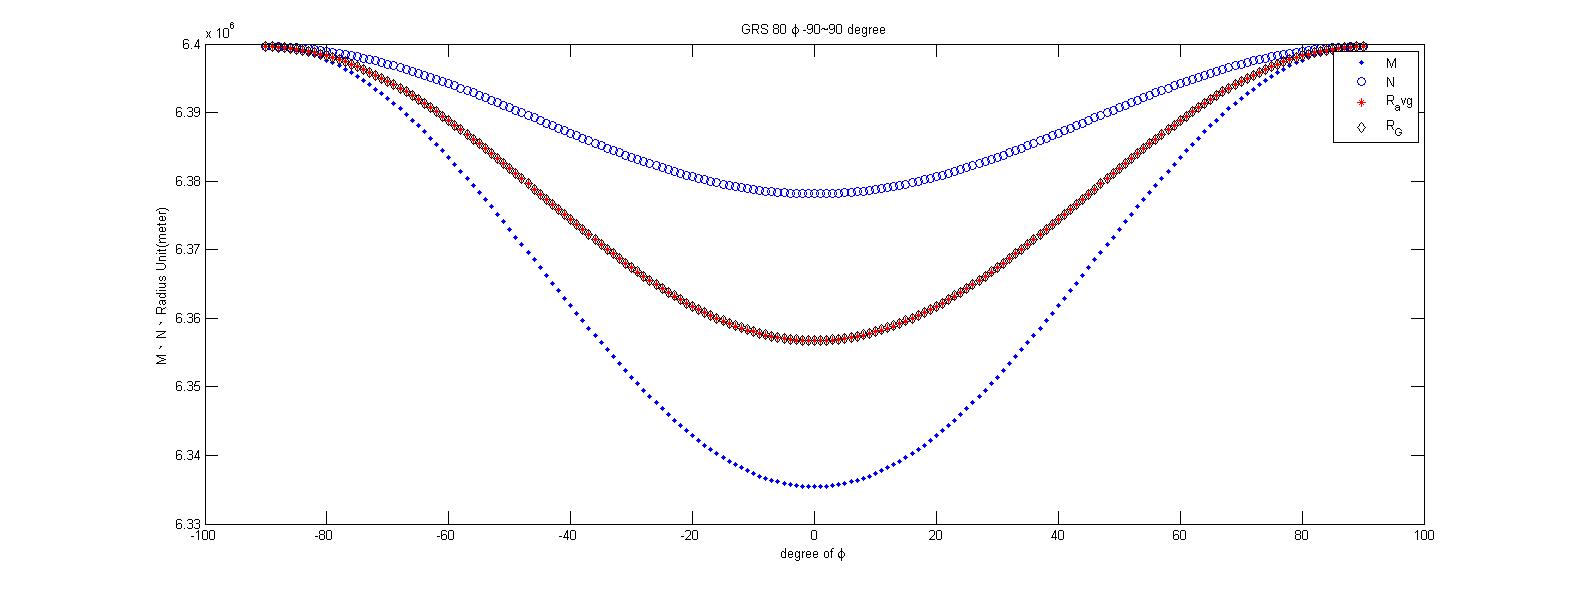 GRS 80 ϕ -90~90 degree
x 10^6
6.4
6.39
6.38
6.37
6.36
6.35
6.34
6.33
M、N、Radius Unit(meter)
-100 -80 -60 -40 -20 0 20 40 60 80 100
degree of ϕ
M
N
R_avg
R_G